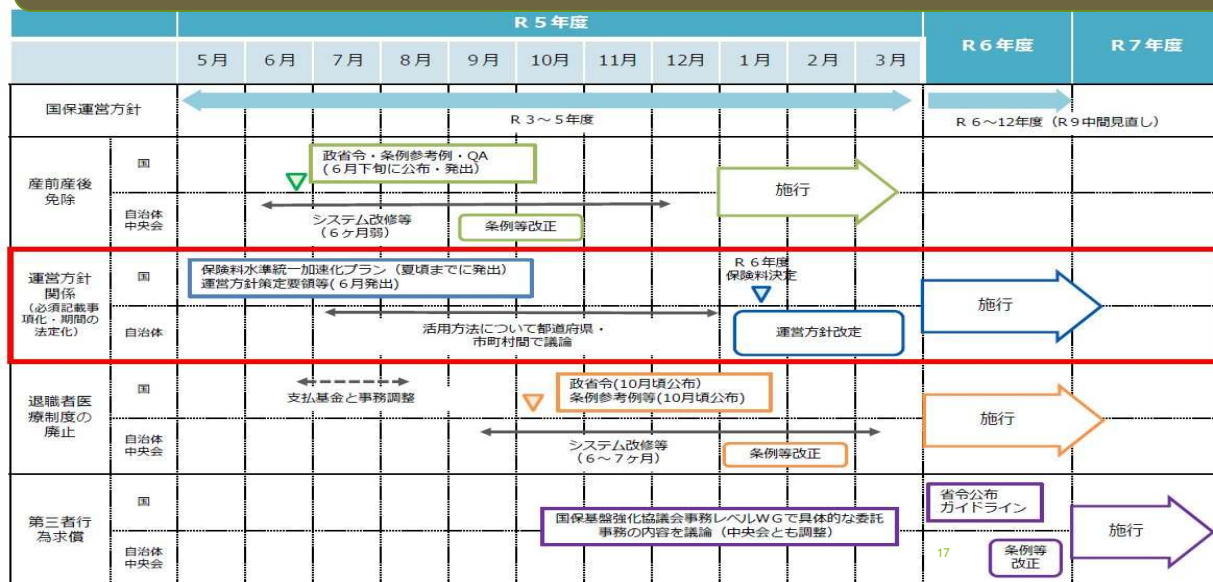 R5年度
R6年度
R7年度
5月 6月 7月 8月 9月 10月 11月 12月 1月 2月 3月
国保運営方針
R3～5年度
R6～12年度（R9中間見直し）
産前産後
免除
国
政省令・条例参考例・QA
(6月下旬に公布・発出)
施行
自治体
中央会
システム改修等
(6ヶ月弱)
条例等改正
運営方針
関係
(必須記載事
項化・期間の
法定化)
国
保険料水準統一加速化プラン（夏頃までに発出）
運営方針策定要領等(6月発出)
R6年度
保険料決定
施行
自治体
活用方法について都道府県・
市町村間で議論
運営方針改定
退職者医
療制度の
廃止
国
支払基金と事務調整
政省令(10月頃公布)
条例参考例等(10月頃公布)
施行
自治体
中央会
システム改修等
(6～7ヶ月)
条例等改正
第三者行
為求償
国
国保基盤強化協議会事務レベルWGで具体的な委託
事務の内容を議論（中央会とも調整）
省令公布
ガイドライン
施行
自治体
中央会
17
条例等
改正